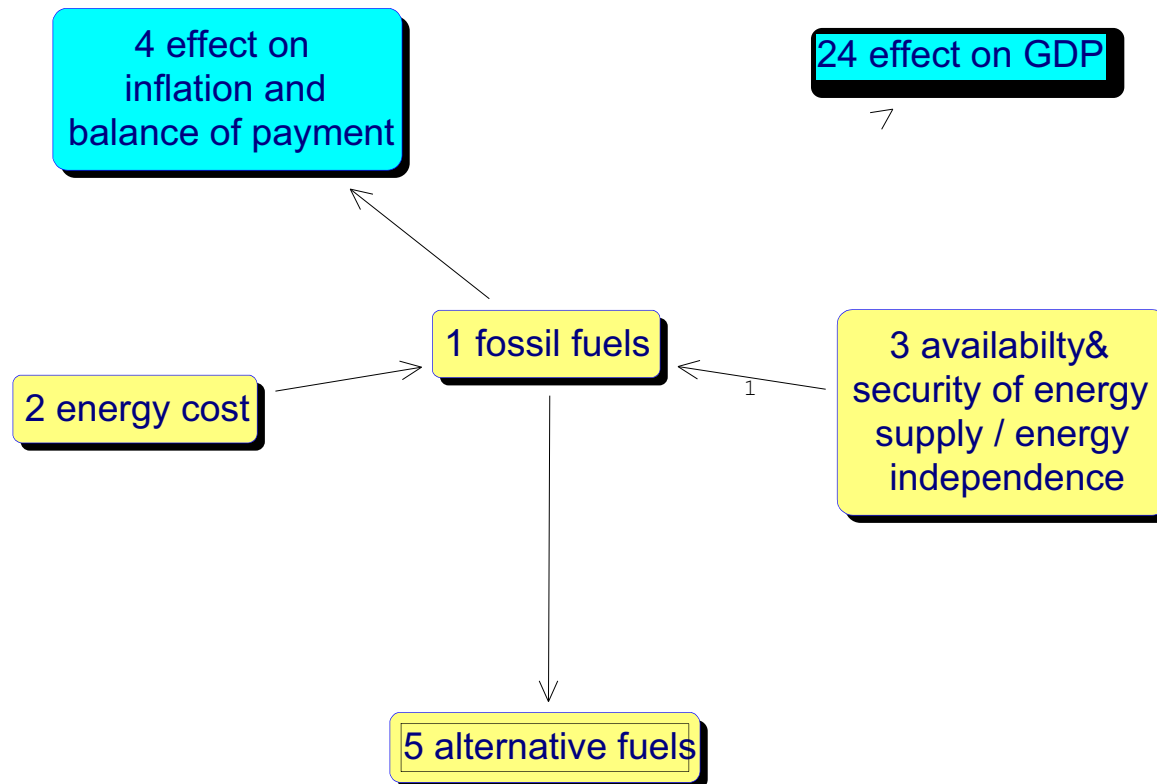 4 effect on
inflation and
balance of payment
24 effect on GDP
1 fossil fuels
2 energy cost
1
3 availabilty&
security of energy
supply / energy
independence
5 alternative fuels